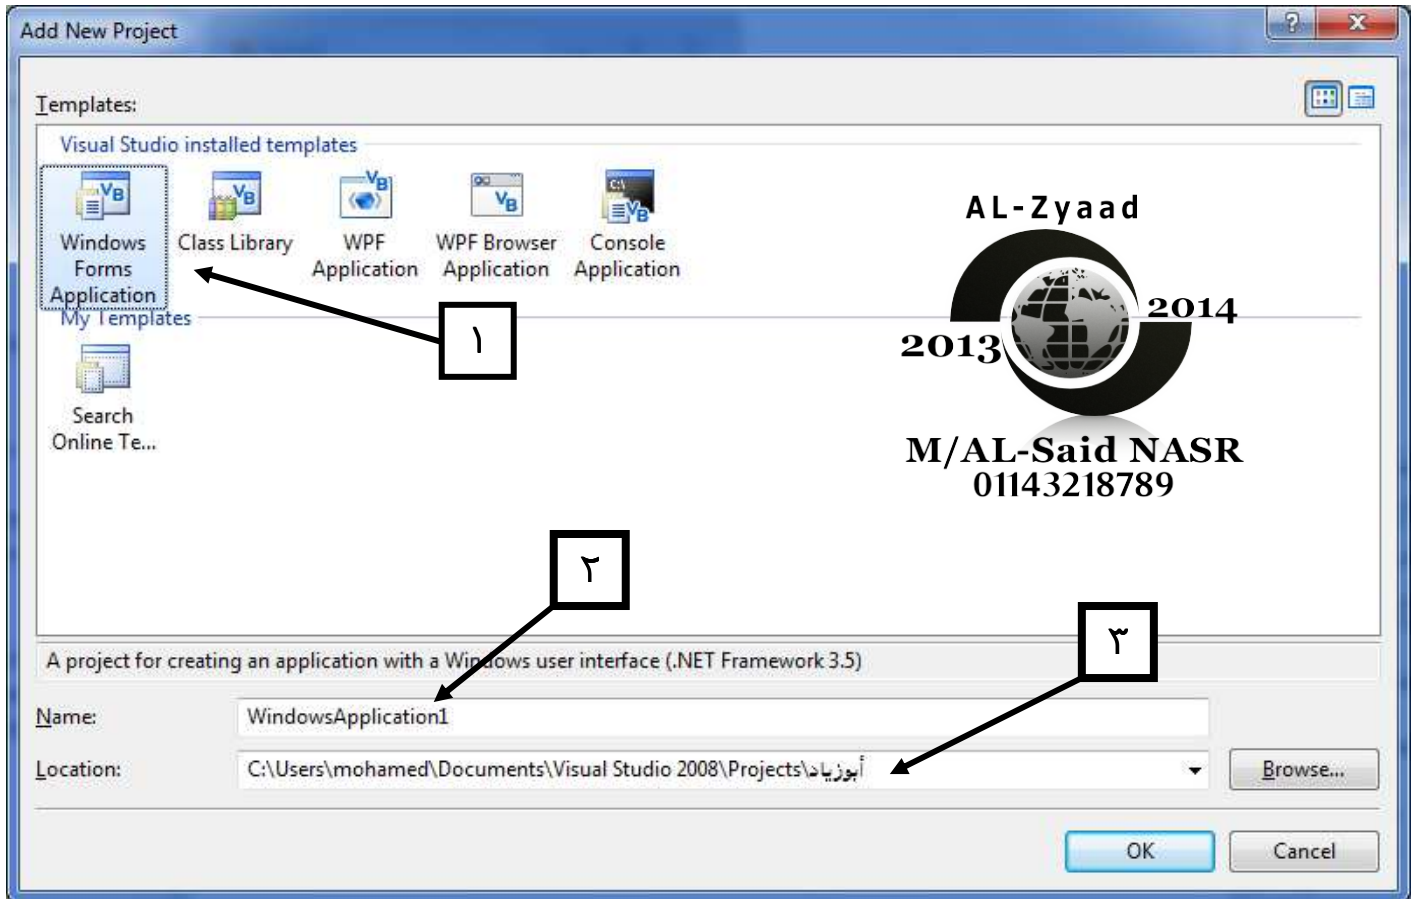 Add New Project
Templates:
Visual Studio installed templates
Windows Forms Application
Class Library
WPF Application
WPF Browser Application
Console Application
My Templates
Search Online Te...
AL-Zyaad
2014
2013
M/AL-Said NASR
01143218789
١
٢
٣
A project for creating an application with a Windows user interface (.NET Framework 3.5)
Name:
WindowsApplication1
Location:
C:\Users\mohamed\Documents\Visual Studio 2008\Projects\أبوزياد
Browse...
OK
Cancel